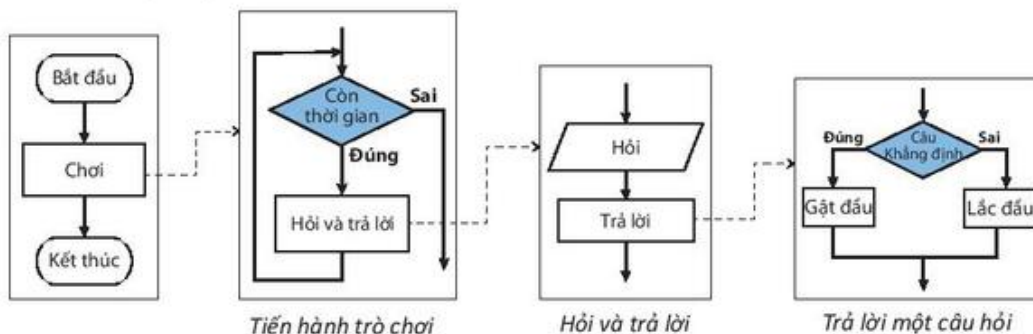 Bắt đầu
Chơi
Kết thúc
Còn
thời gian
Sai
Đúng
Hỏi và trả lời
Tiến hành trò chơi
Hỏi
Trả lời
Hỏi và trả lời
Đúng
Câu
Khẳng định
Sai
Gật đầu
Lắc đầu
Trả lời một câu hỏi